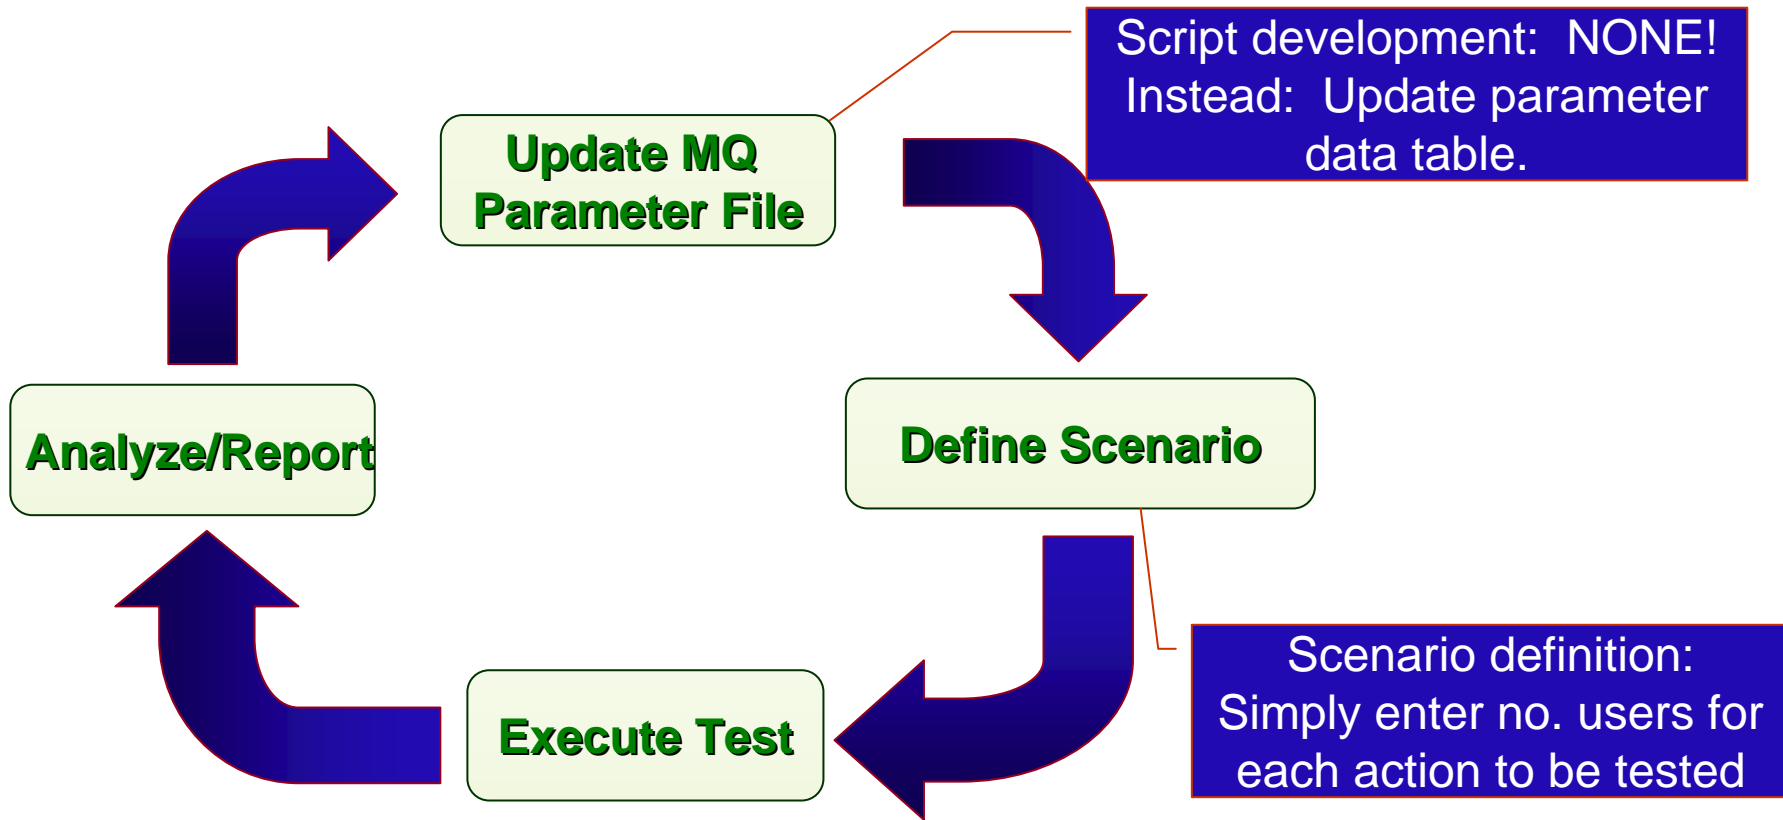 Script development: NONE!
Instead: Update parameter
data table.
Update MQ
Parameter File
Analyze/Report
Define Scenario
Execute Test
Scenario definition:
Simply enter no. users for
each action to be tested